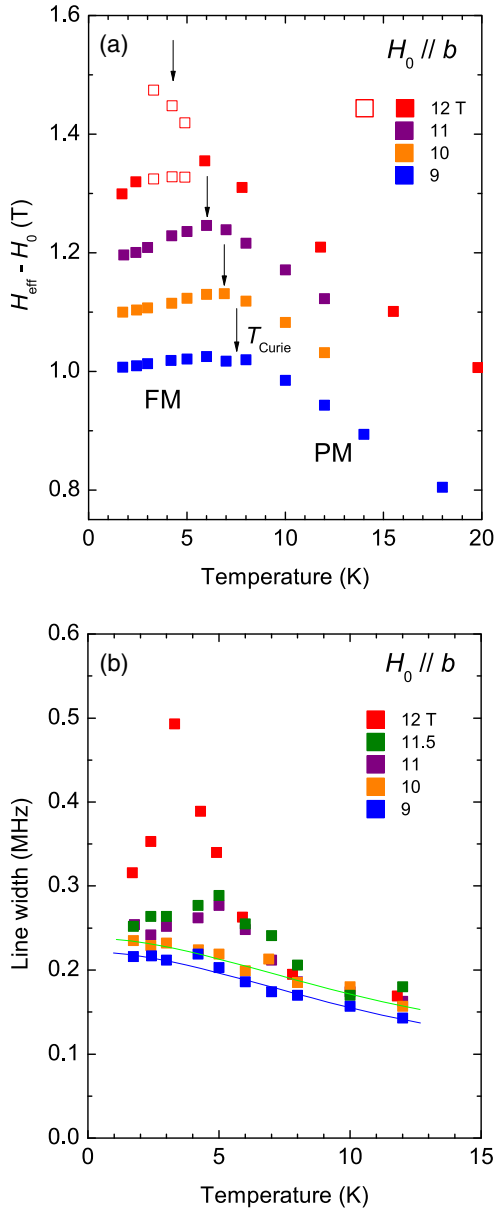 (a)
H₀ // b
12 T
11
10
9
1.6
1.4
1.2
1.0
0.8
H_eff - H₀ (T)
T_Curie
FM
PM
0 5 10 15 20
Temperature (K)
(b)
H₀ // b
12 T
11.5
11
10
9
0.6
0.5
0.4
0.3
0.2
0.1
0.0
Line width (MHz)
0 5 10 15
Temperature (K)